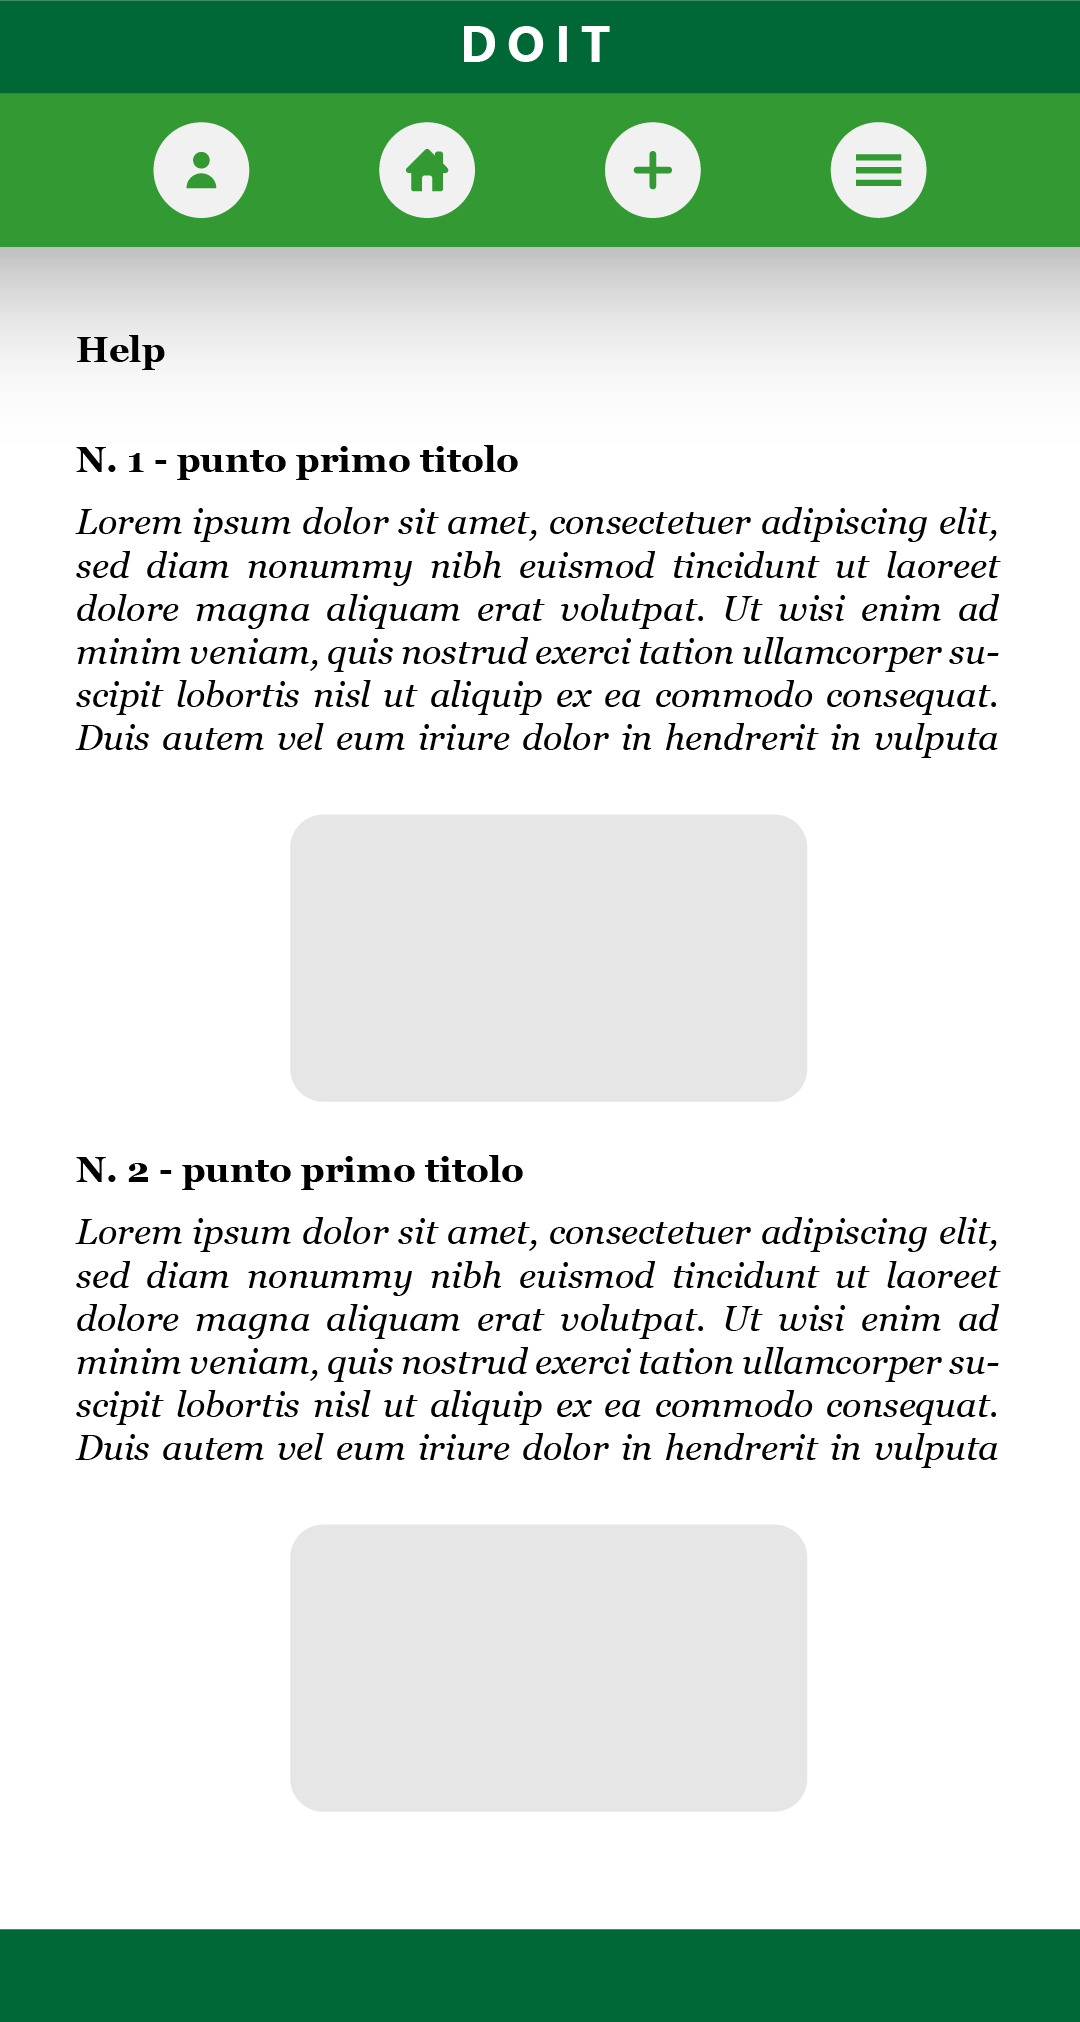 DOIT
Help
N. 1 - punto primo titolo
Lorem ipsum dolor sit amet, consectetuer adipiscing elit,
sed diam nonummy nibh euismod tincidunt ut laoreet
dolore magna aliquam erat volutpat. Ut wisi enim ad
minim veniam, quis nostrud exerci tation ullamcorper su-
scipit lobortis nisl ut aliquip ex ea commodo consequat.
Duis autem vel eum iriure dolor in hendrerit in vulputa
N. 2 - punto primo titolo
Lorem ipsum dolor sit amet, consectetuer adipiscing elit,
sed diam nonummy nibh euismod tincidunt ut laoreet
dolore magna aliquam erat volutpat. Ut wisi enim ad
minim veniam, quis nostrud exerci tation ullamcorper su-
scipit lobortis nisl ut aliquip ex ea commodo consequat.
Duis autem vel eum iriure dolor in hendrerit in vulputa